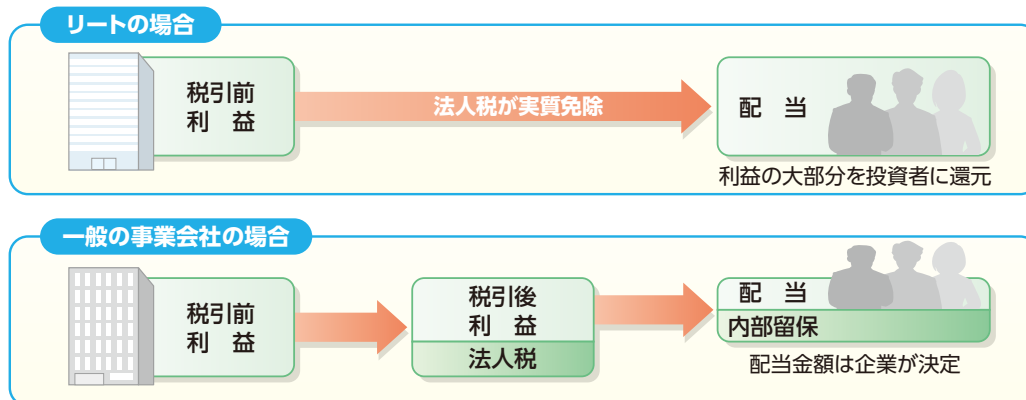 リートの場合
税引前
利　益
法人税が実質免除
配　当
利益の大部分を投資者に還元
一般の事業会社の場合
税引前
利　益
税引後
利　益
法人税
配　当
内部留保
配当金額は企業が決定